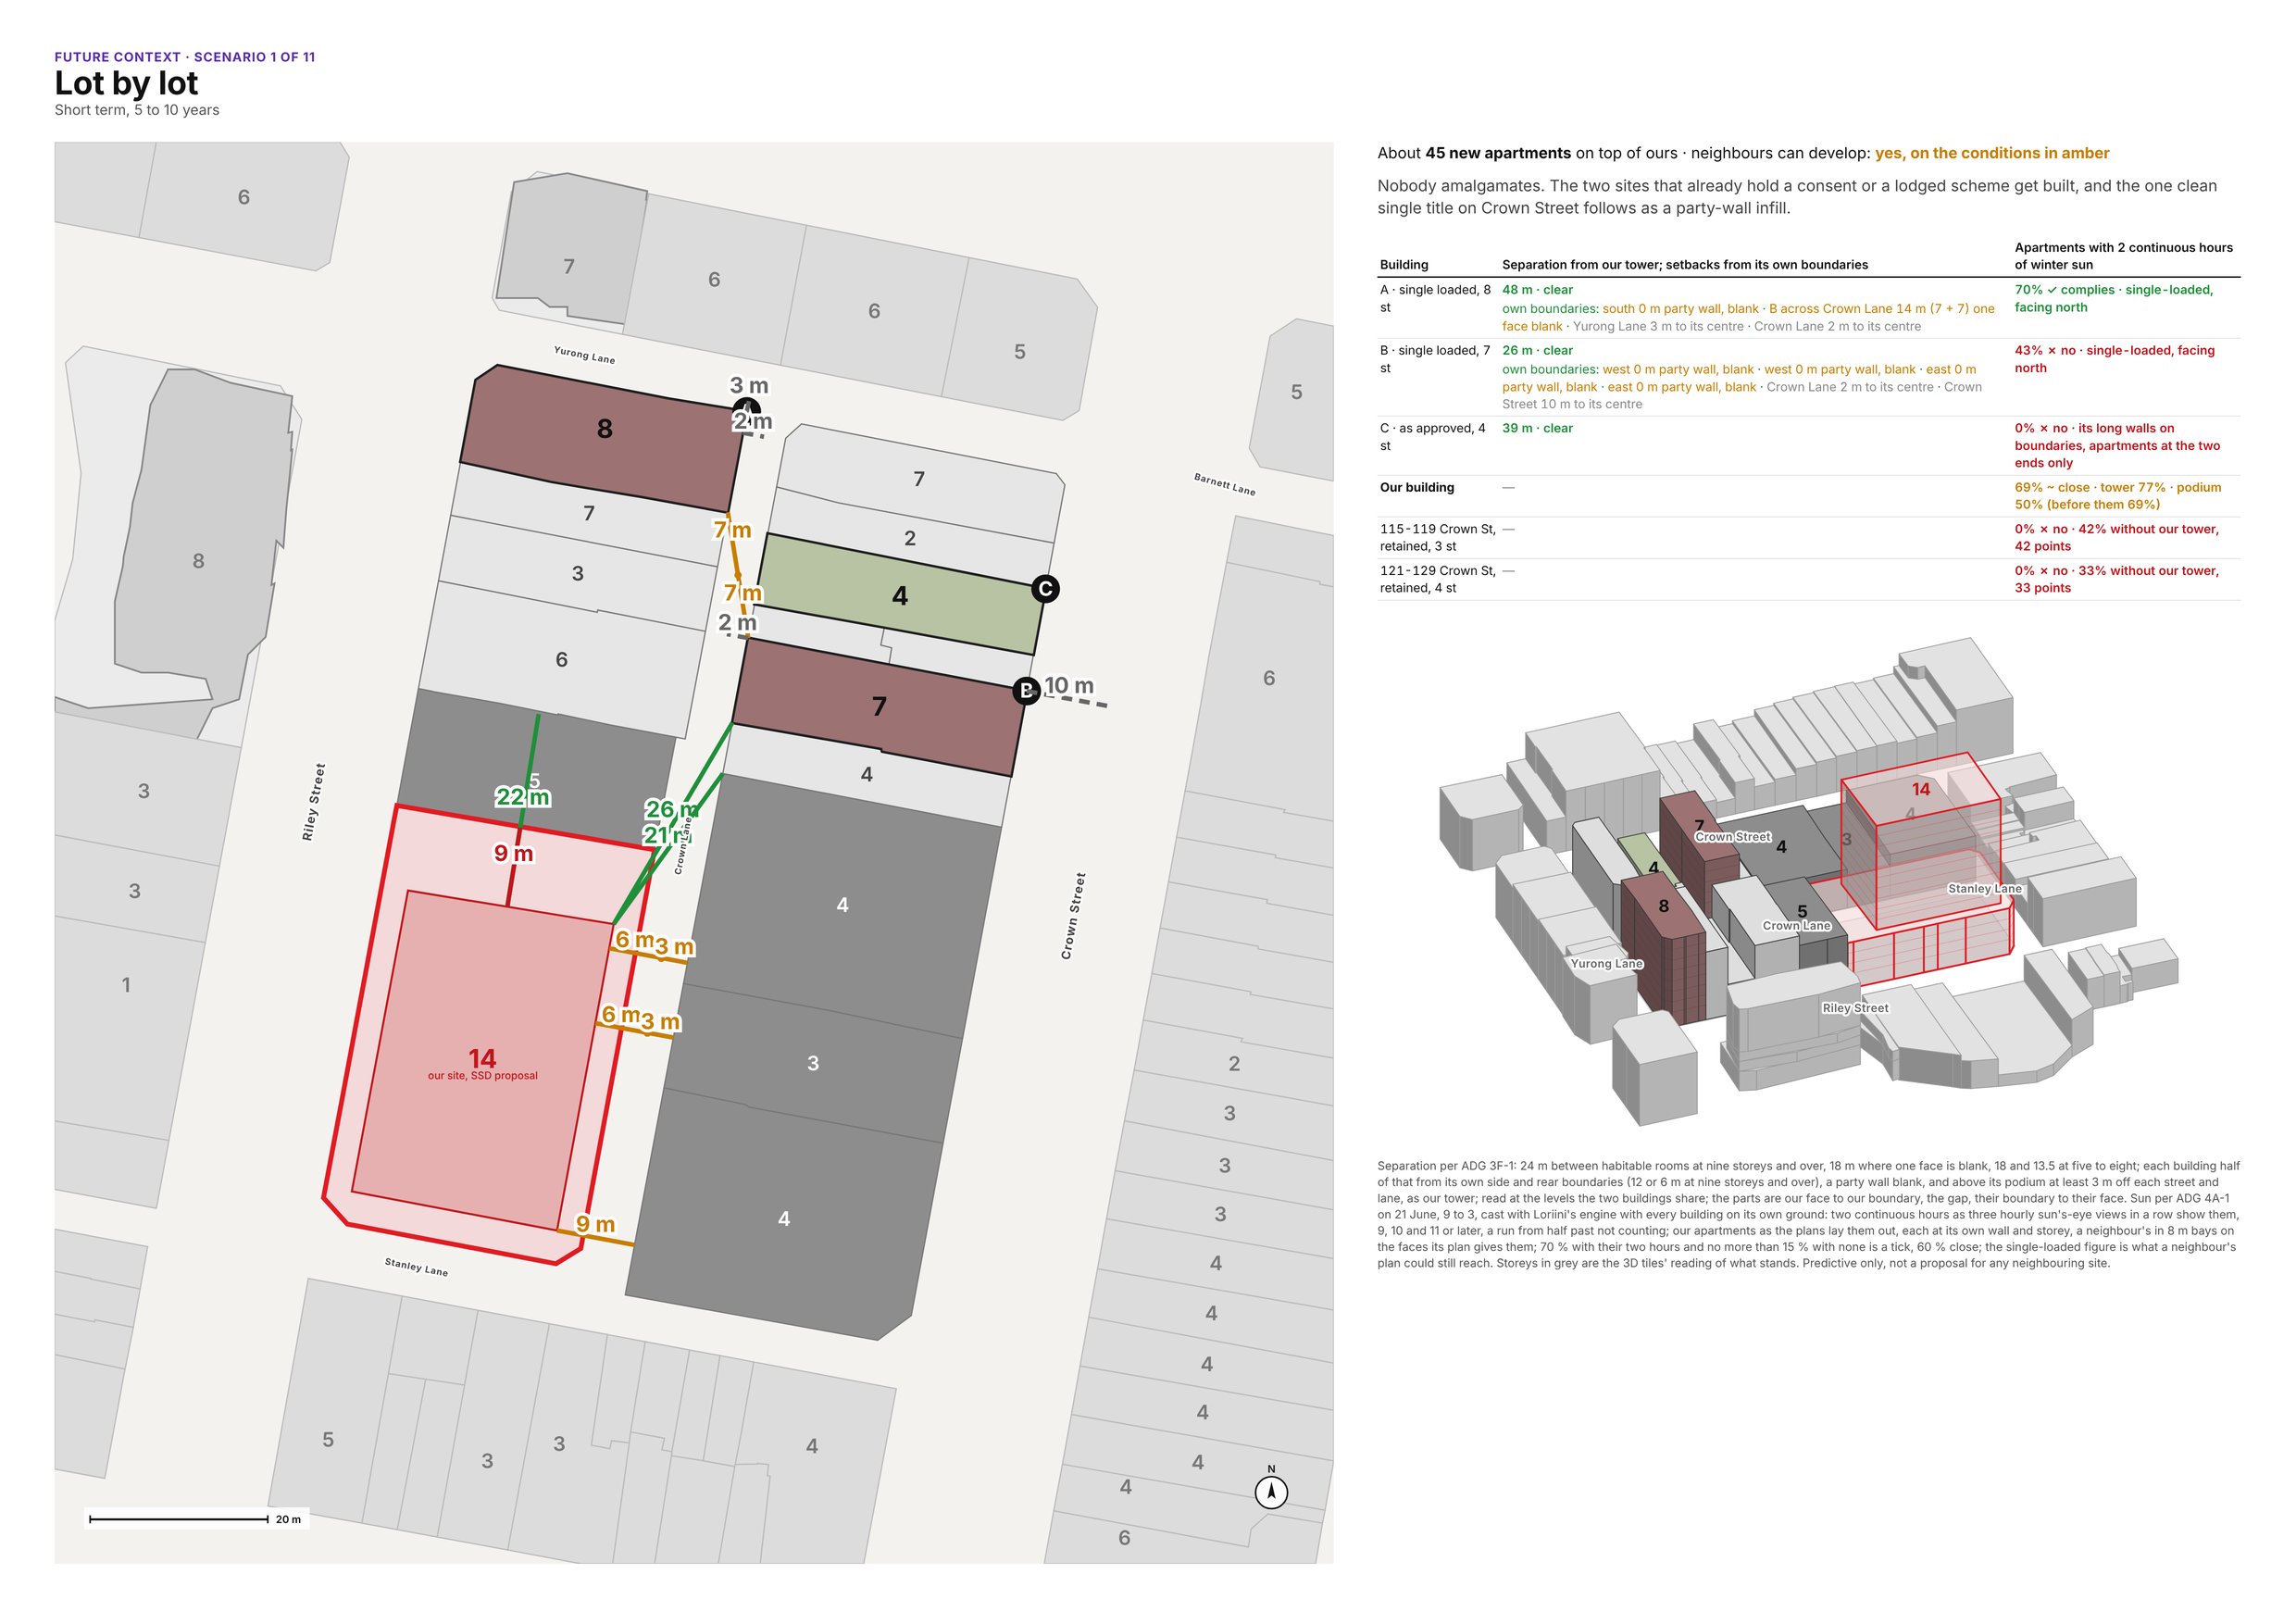 FUTURE CONTEXT · SCENARIO 1 OF 11
Lot by lot
Short term, 5 to 10 years
6
7
6
6
5
5
Yurong Lane
3 m
2 m
8
7
2
C
4
7
3
6
7 m
7 m
2 m
B
10 m
7
4
8
Barnett Lane
6
5
22 m
26 m
21 m
Crown Lane
9 m
Riley Street
Crown Street
3
3
1
4
3
4
6 m
3 m
6 m
3 m
9 m
14
our site, SSD proposal
Stanley Lane
2
3
3
3
4
4
4
4
4
4
6
5
3
3
4
N
20 m
About 45 new apartments on top of ours · neighbours can develop: yes, on the conditions in amber
Nobody amalgamates. The two sites that already hold a consent or a lodged scheme get built, and the one clean
single title on Crown Street follows as a party-wall infill.
Building
Separation from our tower; setbacks from its own boundaries
Apartments with 2 continuous hours
of winter sun
A · single loaded, 8
st
48 m · clear
own boundaries: south 0 m party wall, blank · B across Crown Lane 14 m (7 + 7) one
face blank · Yurong Lane 3 m to its centre · Crown Lane 2 m to its centre
70% ✓ complies · single-loaded,
facing north
B · single loaded, 7
st
26 m · clear
own boundaries: west 0 m party wall, blank · west 0 m party wall, blank · east 0 m
party wall, blank · east 0 m party wall, blank · Crown Lane 2 m to its centre · Crown
Street 10 m to its centre
43% × no · single-loaded, facing
north
C · as approved, 4
st
39 m · clear
0% × no · its long walls on
boundaries, apartments at the two
ends only
Our building
—
69% ~ close · tower 77% · podium
50% (before them 69%)
115-119 Crown St,
retained, 3 st
—
0% × no · 42% without our tower,
42 points
121-129 Crown St,
retained, 4 st
—
0% × no · 33% without our tower,
33 points
14
4
3
7
Crown Street
4
4
8
5
Stanley Lane
Crown Lane
Yurong Lane
Riley Street
Separation per ADG 3F-1: 24 m between habitable rooms at nine storeys and over, 18 m where one face is blank, 18 and 13.5 at five to eight; each building half
of that from its own side and rear boundaries (12 or 6 m at nine storeys and over), a party wall blank, and above its podium at least 3 m off each street and
lane, as our tower; read at the levels the two buildings share; the parts are our face to our boundary, the gap, their boundary to their face. Sun per ADG 4A-1
on 21 June, 9 to 3, cast with Loriini's engine with every building on its own ground: two continuous hours as three hourly sun's-eye views in a row show them,
9, 10 and 11 or later, a run from half past not counting; our apartments as the plans lay them out, each at its own wall and storey, a neighbour's in 8 m bays on
the faces its plan gives them; 70 % with their two hours and no more than 15 % with none is a tick, 60 % close; the single-loaded figure is what a neighbour's
plan could still reach. Storeys in grey are the 3D tiles' reading of what stands. Predictive only, not a proposal for any neighbouring site.